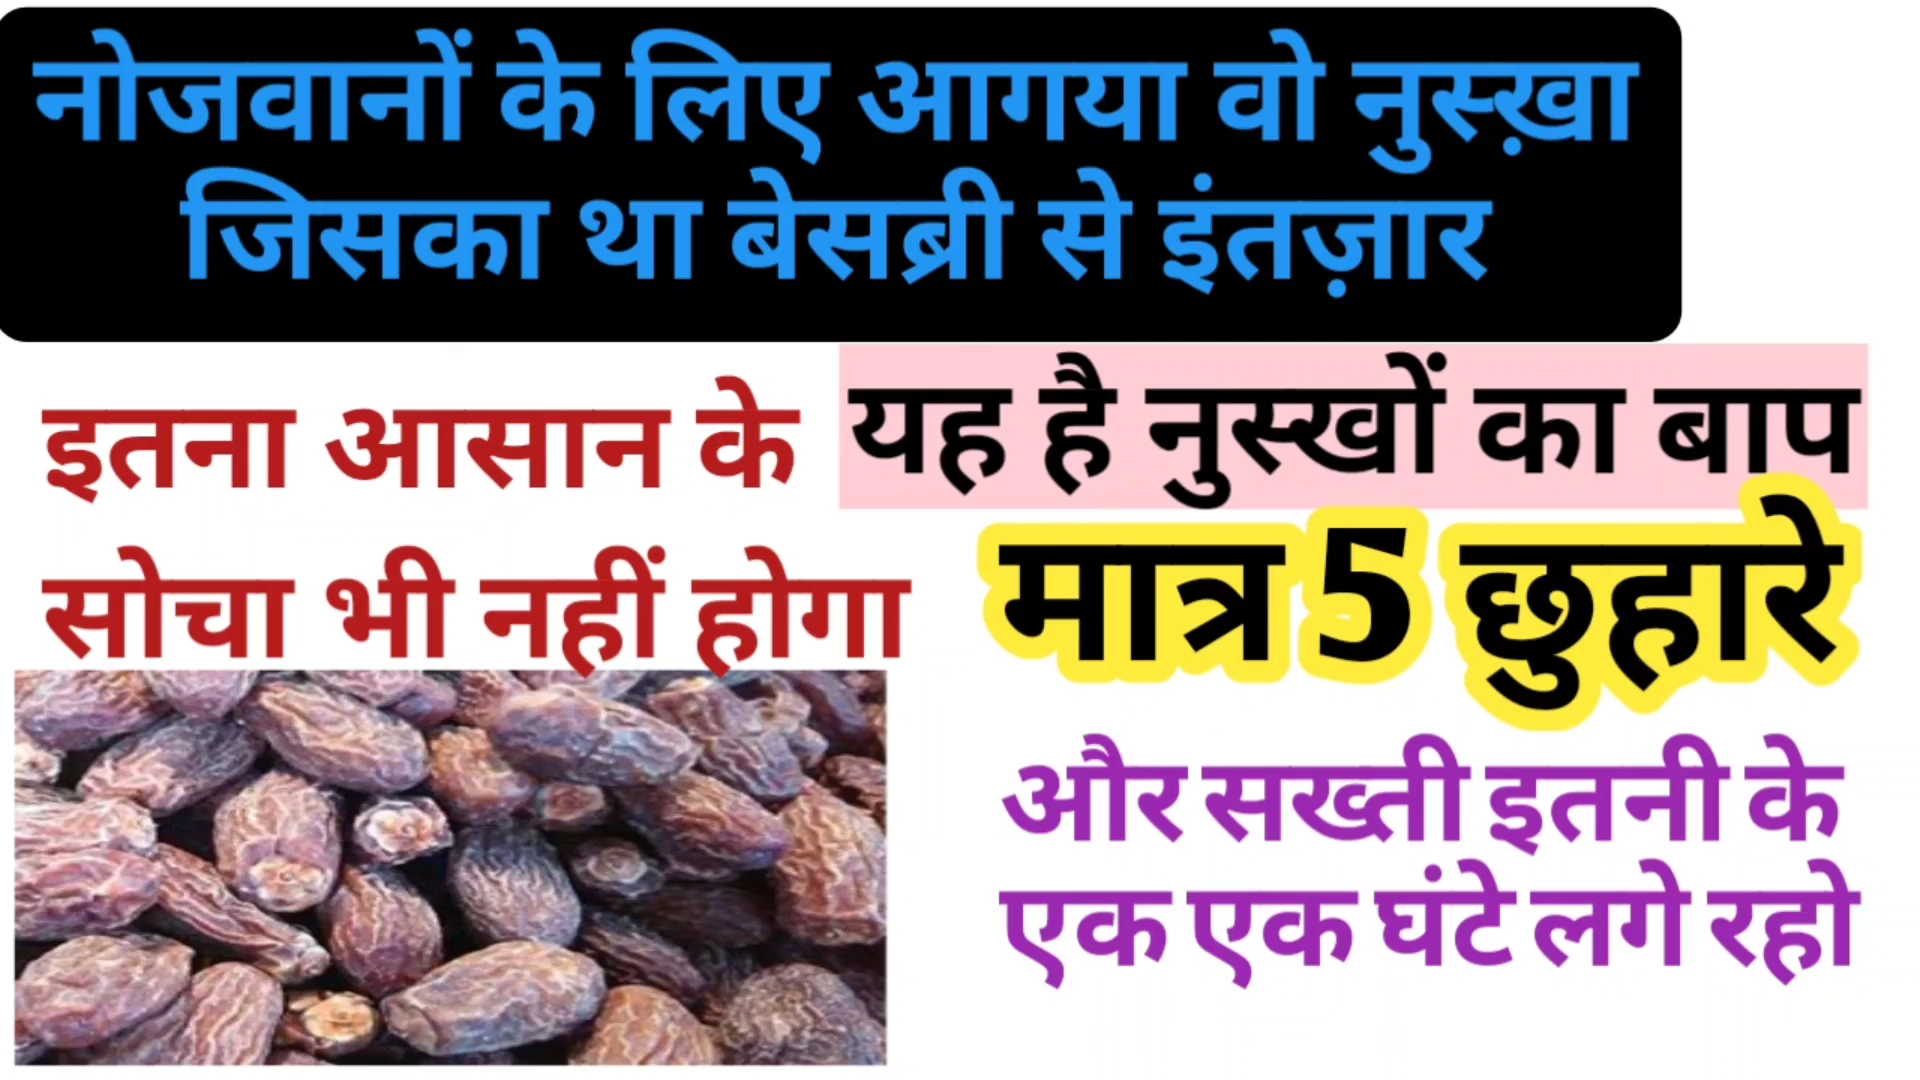 नोजवानों के लिए आगया वो नुस्ख़ा
जिसका था बेसब्री से इंतज़ार
इतना आसान के
सोचा भी नहीं होगा
यह है नुस्खों का बाप
मात्र 5 छुहारे
और सख्ती इतनी के
एक एक घंटे लगे रहो